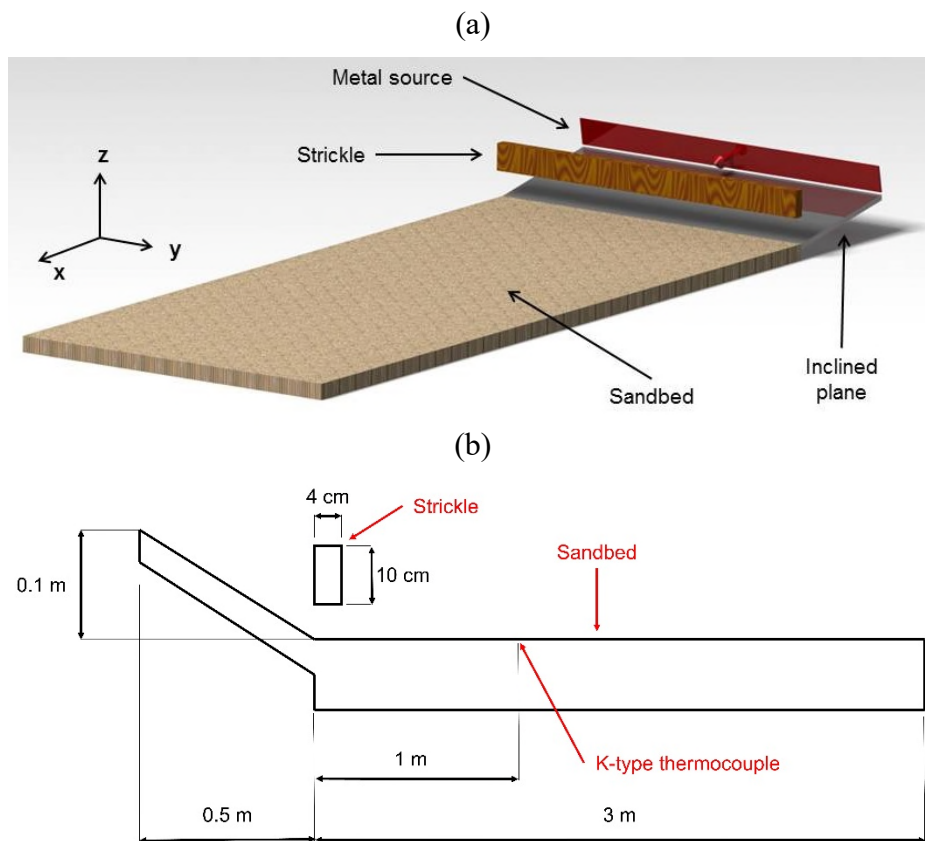 (a)
Metal source
Strickle
z
y
x
Sandbed
Inclined
plane
(b)
4 cm
Strickle
Sandbed
0.1 m
10 cm
1 m
K-type thermocouple
0.5 m
3 m